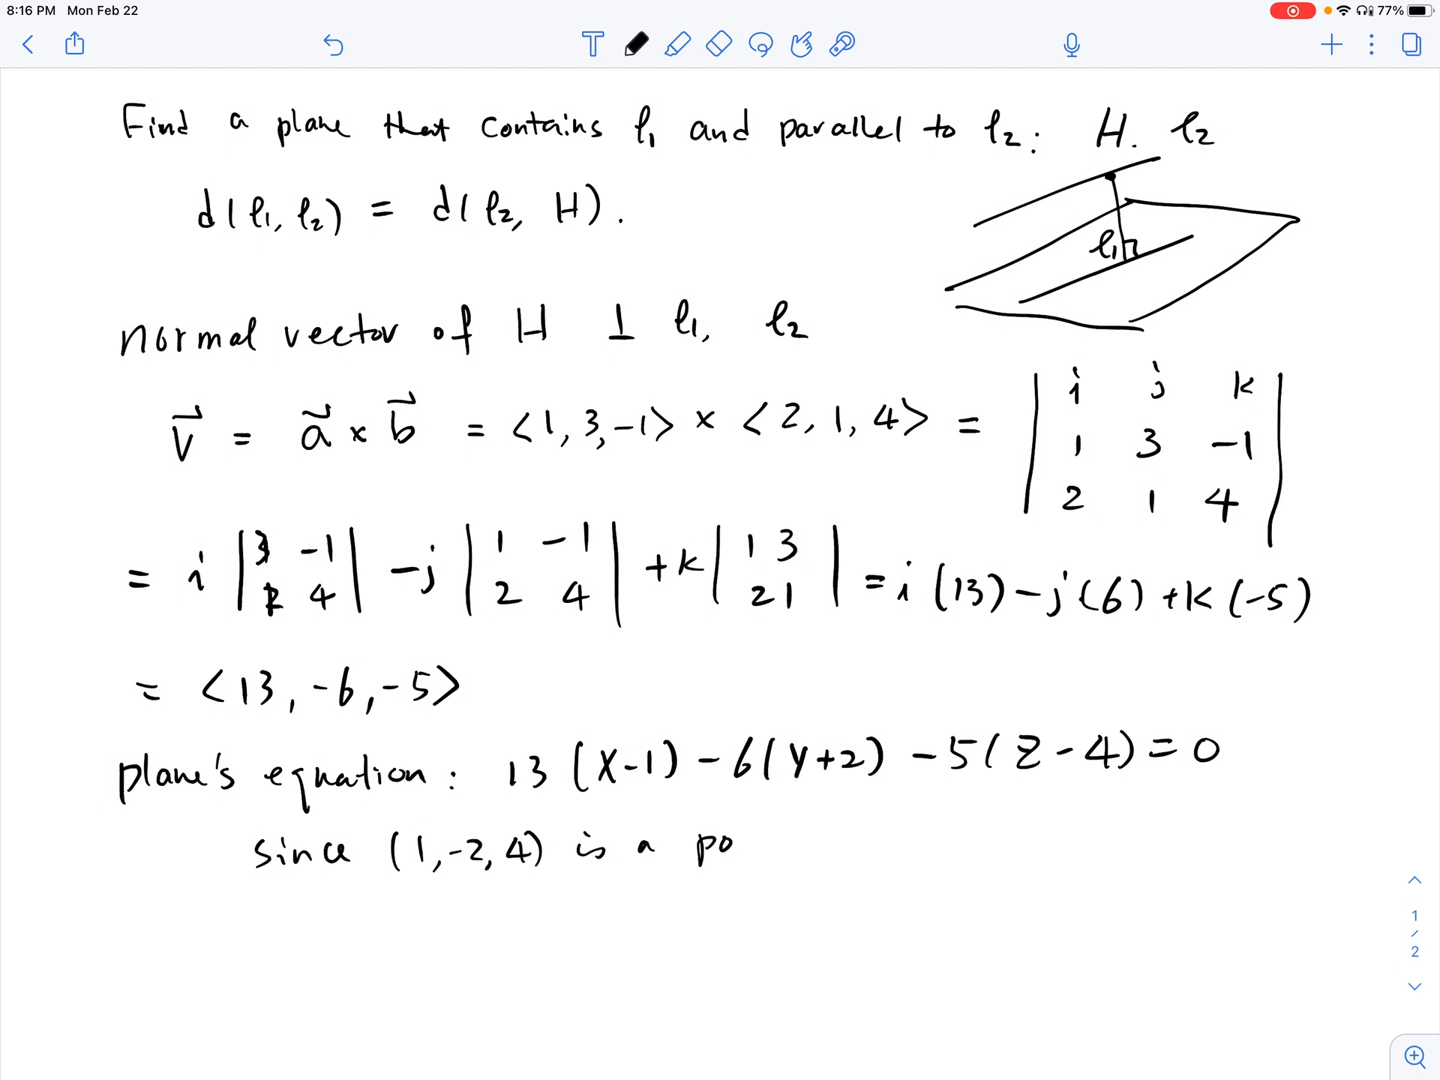 8:16 PM Mon Feb 22
77%
T
Find a plane that contains l₁ and parallel to l₂: H.
l₂
d(l₁, l₂) = d(l₂, H).
l₁
normal vector of H ⊥ l₁, l₂
v⃗ = a⃗ × b⃗ = <1, 3, -1> × <2, 1, 4> = | i j k |
| 1 3 -1 |
| 2 1 4 |
= i |3 -1| -j |1 -1| +k |1 3| = i (13) - j (6) + k (-5)
|1 4| |2 4| |2 1|
= <13, -6, -5>
plane's equation: 13 (x-1) - 6(y+2) - 5(z-4) = 0
since (1, -2, 4) is a po
1
/
2